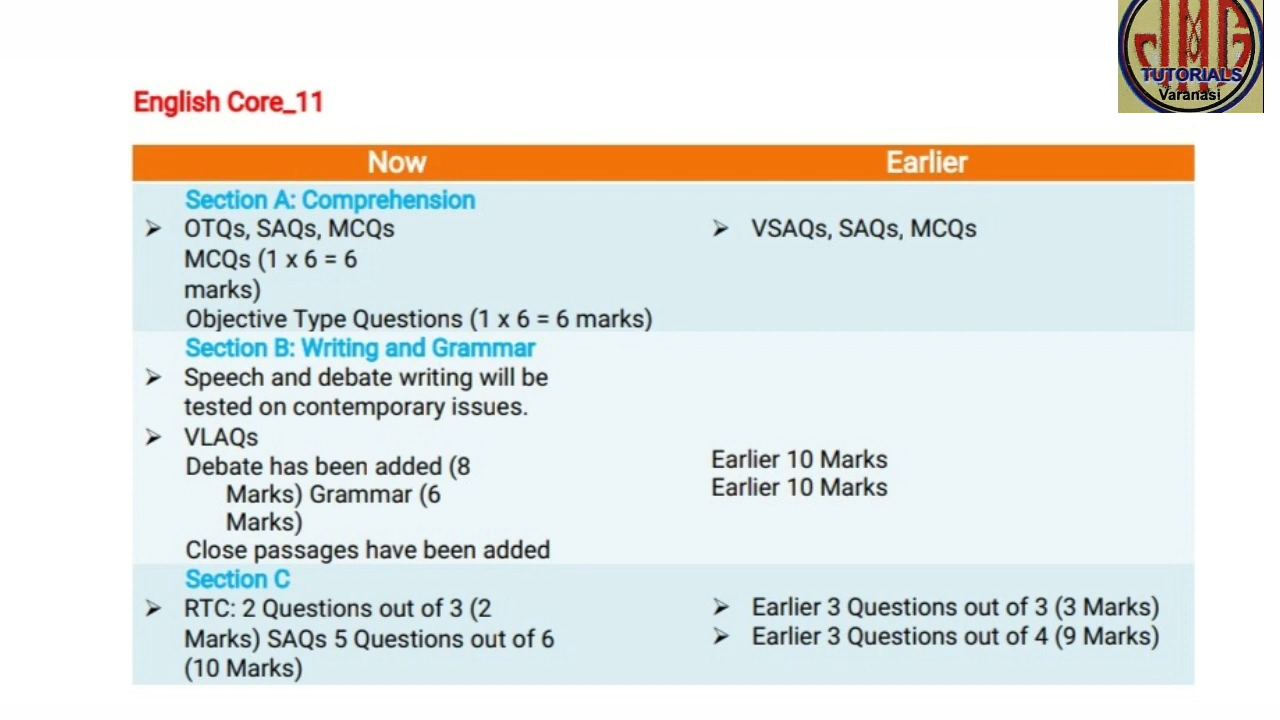 JMG
TUTORIALS
Varanasi
English Core_11
Now
Earlier
Section A: Comprehension
➢ OTQs, SAQs, MCQs
MCQs (1 x 6 = 6
marks)
Objective Type Questions (1 x 6 = 6 marks)
➢ VSAQs, SAQs, MCQs
Section B: Writing and Grammar
➢ Speech and debate writing will be
tested on contemporary issues.
➢ VLAQs
Debate has been added (8
Marks) Grammar (6
Marks)
Close passages have been added
Earlier 10 Marks
Earlier 10 Marks
Section C
➢ RTC: 2 Questions out of 3 (2
Marks) SAQs 5 Questions out of 6
(10 Marks)
➢ Earlier 3 Questions out of 3 (3 Marks)
➢ Earlier 3 Questions out of 4 (9 Marks)